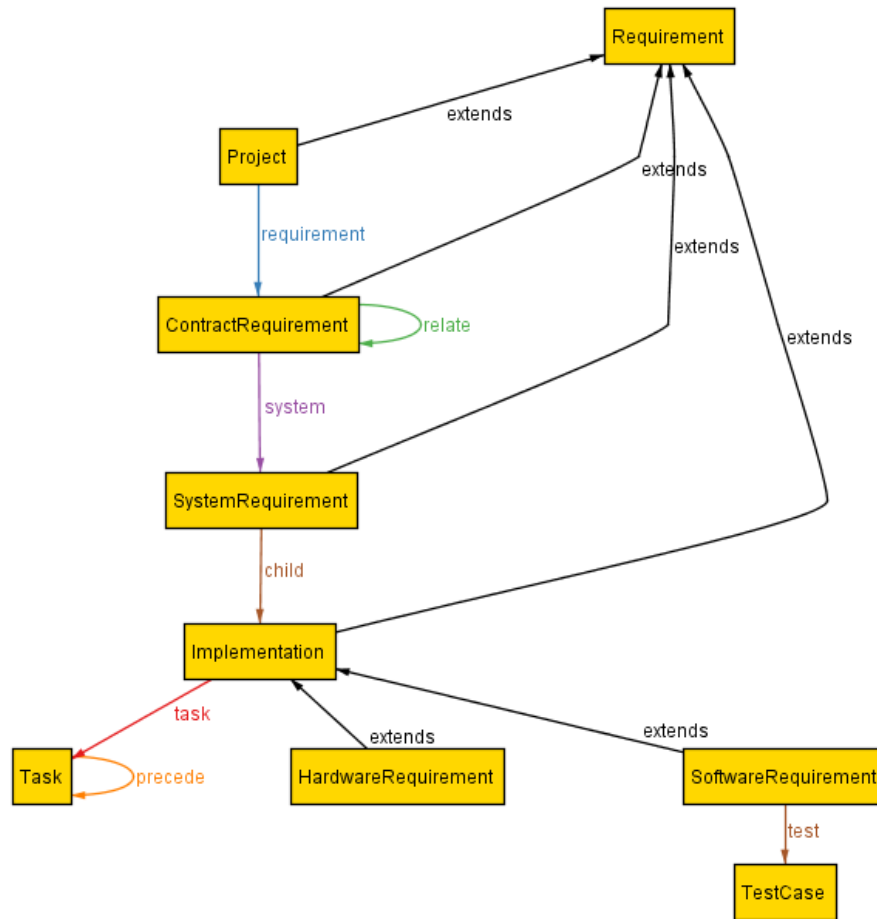 Requirement
extends
Project
extends
requirement
extends
ContractRequirement
relate
extends
system
SystemRequirement
child
Implementation
task
extends
extends
Task
precede
HardwareRequirement
SoftwareRequirement
test
TestCase